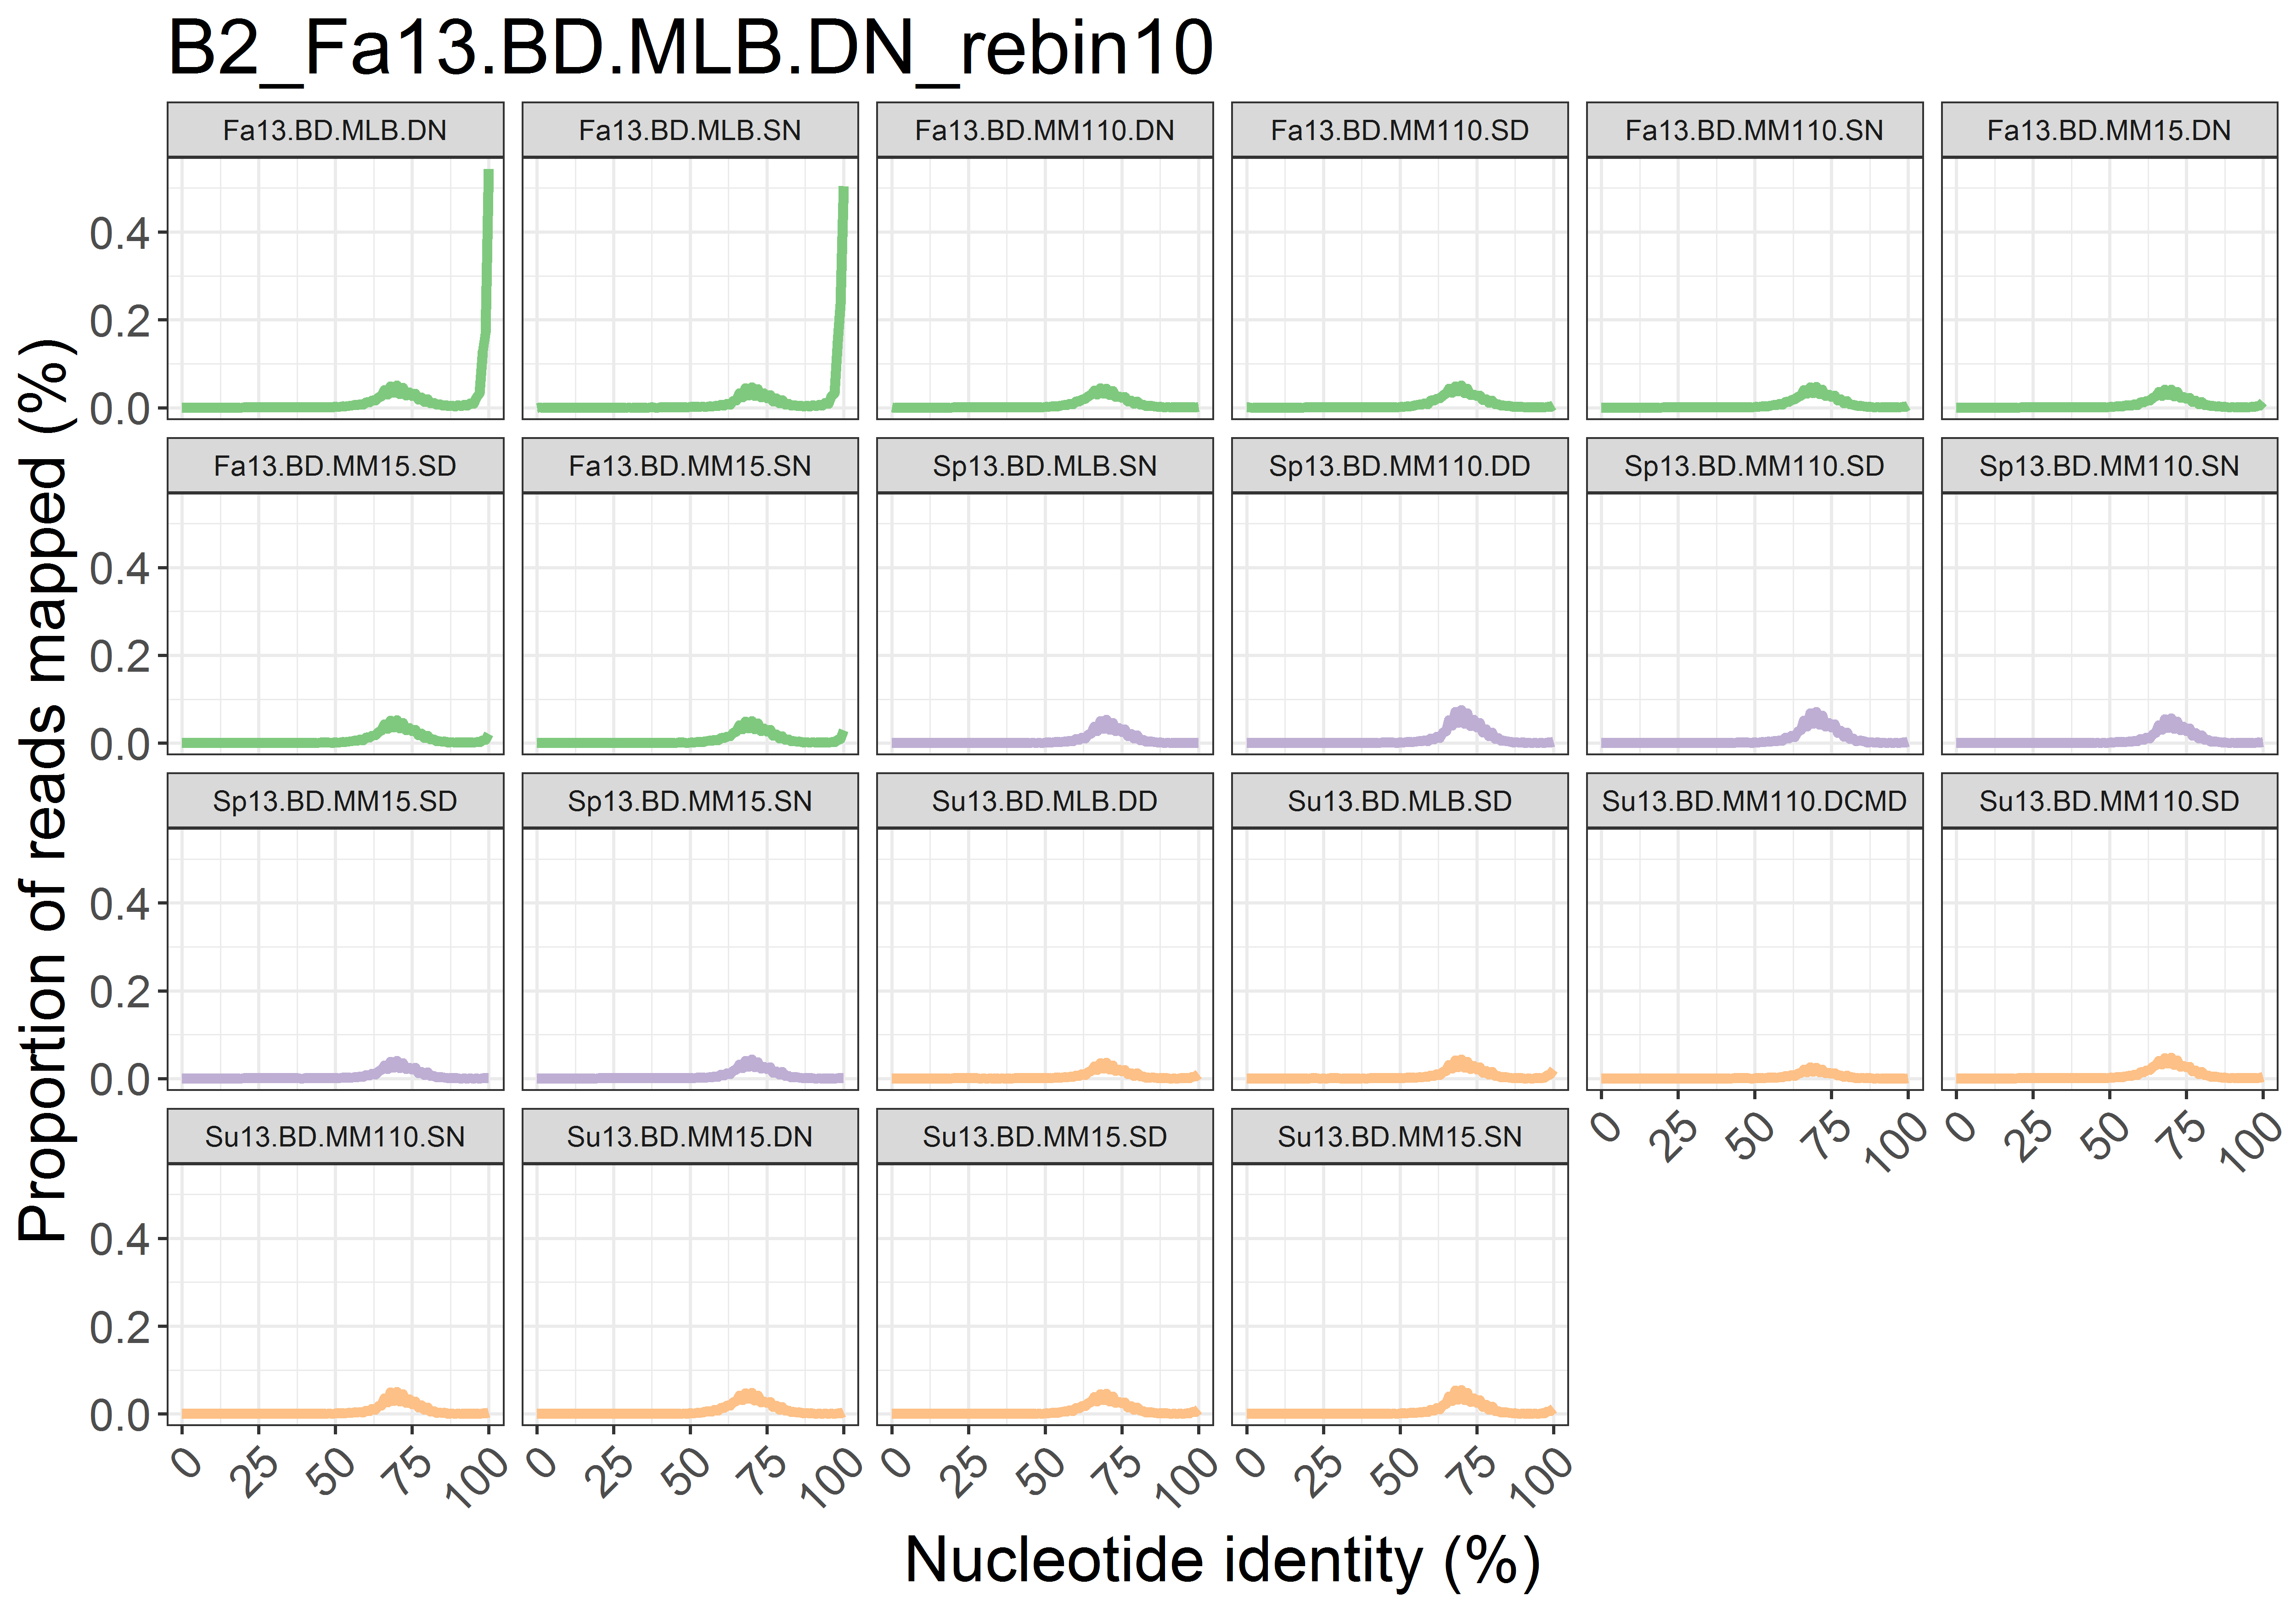 B2_Fa13.BD.MLB.DN_rebin10
Fa13.BD.MLB.DN Fa13.BD.MLB.SN Fa13.BD.MM110.DN Fa13.BD.MM110.SD Fa13.BD.MM110.SN Fa13.BD.MM15.DN
0.4
0.2
0.0
Fa13.BD.MM15.SD Fa13.BD.MM15.SN Sp13.BD.MLB.SN Sp13.BD.MM110.DD Sp13.BD.MM110.SD Sp13.BD.MM110.SN
0.4
0.2
0.0
Sp13.BD.MM15.SD Sp13.BD.MM15.SN Su13.BD.MLB.DD Su13.BD.MLB.SD Su13.BD.MM110.DCMD Su13.BD.MM110.SD
0.4
0.2
0.0
0 25 50 75 100 0 25 50 75 100
Su13.BD.MM110.SN Su13.BD.MM15.DN Su13.BD.MM15.SD Su13.BD.MM15.SN
0.4
0.2
0.0
0 25 50 75 100 0 25 50 75 100 0 25 50 75 100 0 25 50 75 100
Proportion of reads mapped (%)
Nucleotide identity (%)